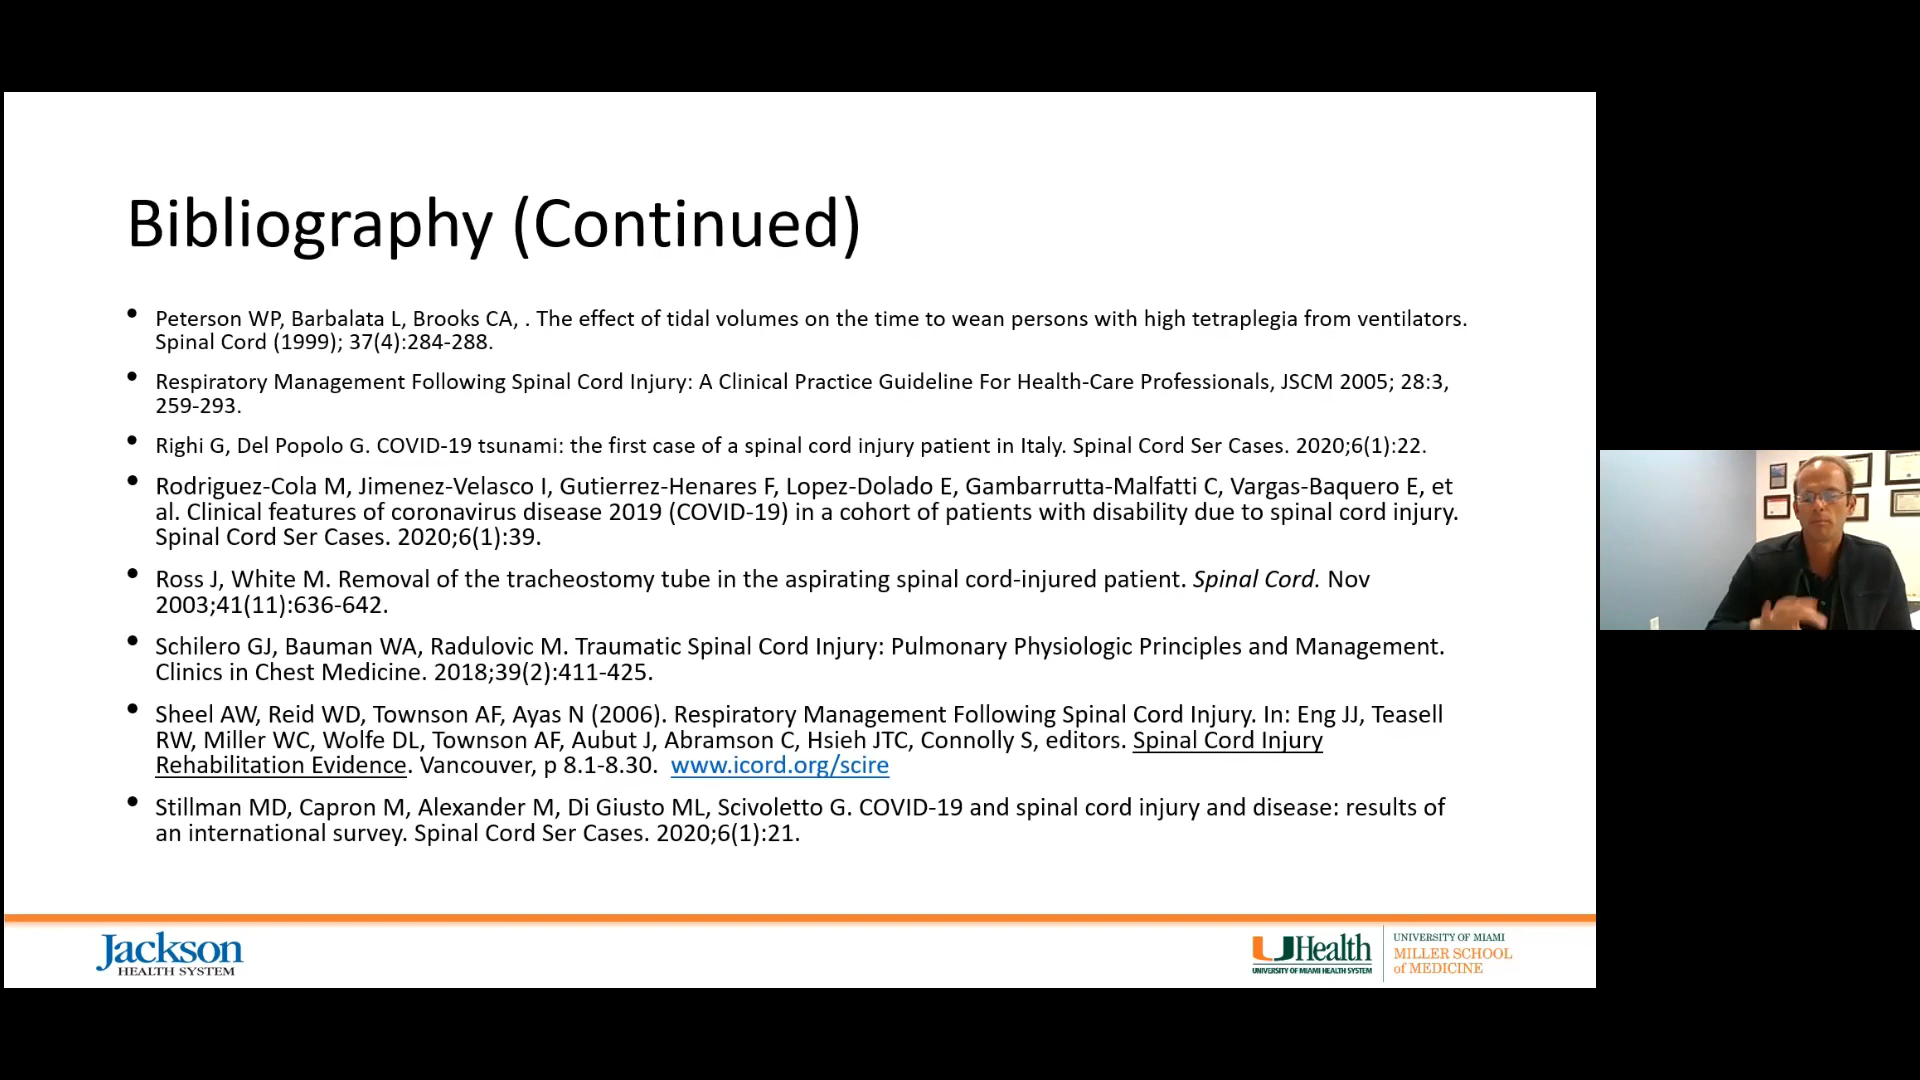 Bibliography (Continued)
• Peterson WP, Barbalata L, Brooks CA, . The effect of tidal volumes on the time to wean persons with high tetraplegia from ventilators.
Spinal Cord (1999); 37(4):284-288.
• Respiratory Management Following Spinal Cord Injury: A Clinical Practice Guideline For Health-Care Professionals, JSCM 2005; 28:3,
259-293.
• Righi G, Del Popolo G. COVID-19 tsunami: the first case of a spinal cord injury patient in Italy. Spinal Cord Ser Cases. 2020;6(1):22.
• Rodriguez-Cola M, Jimenez-Velasco I, Gutierrez-Henares F, Lopez-Dolado E, Gambarrutta-Malfatti C, Vargas-Baquero E, et
al. Clinical features of coronavirus disease 2019 (COVID-19) in a cohort of patients with disability due to spinal cord injury.
Spinal Cord Ser Cases. 2020;6(1):39.
• Ross J, White M. Removal of the tracheostomy tube in the aspirating spinal cord-injured patient. Spinal Cord. Nov
2003;41(11):636-642.
• Schilero GJ, Bauman WA, Radulovic M. Traumatic Spinal Cord Injury: Pulmonary Physiologic Principles and Management.
Clinics in Chest Medicine. 2018;39(2):411-425.
• Sheel AW, Reid WD, Townson AF, Ayas N (2006). Respiratory Management Following Spinal Cord Injury. In: Eng JJ, Teasell
RW, Miller WC, Wolfe DL, Townson AF, Aubut J, Abramson C, Hsieh JTC, Connolly S, editors. Spinal Cord Injury
Rehabilitation Evidence. Vancouver, p 8.1-8.30. www.icord.org/scire
• Stillman MD, Capron M, Alexander M, Di Giusto ML, Scivoletto G. COVID-19 and spinal cord injury and disease: results of
an international survey. Spinal Cord Ser Cases. 2020;6(1):21.
Jackson
HEALTH SYSTEM
UHealth
UNIVERSITY OF MIAMI HEALTH SYSTEM
UNIVERSITY OF MIAMI
MILLER SCHOOL
of MEDICINE